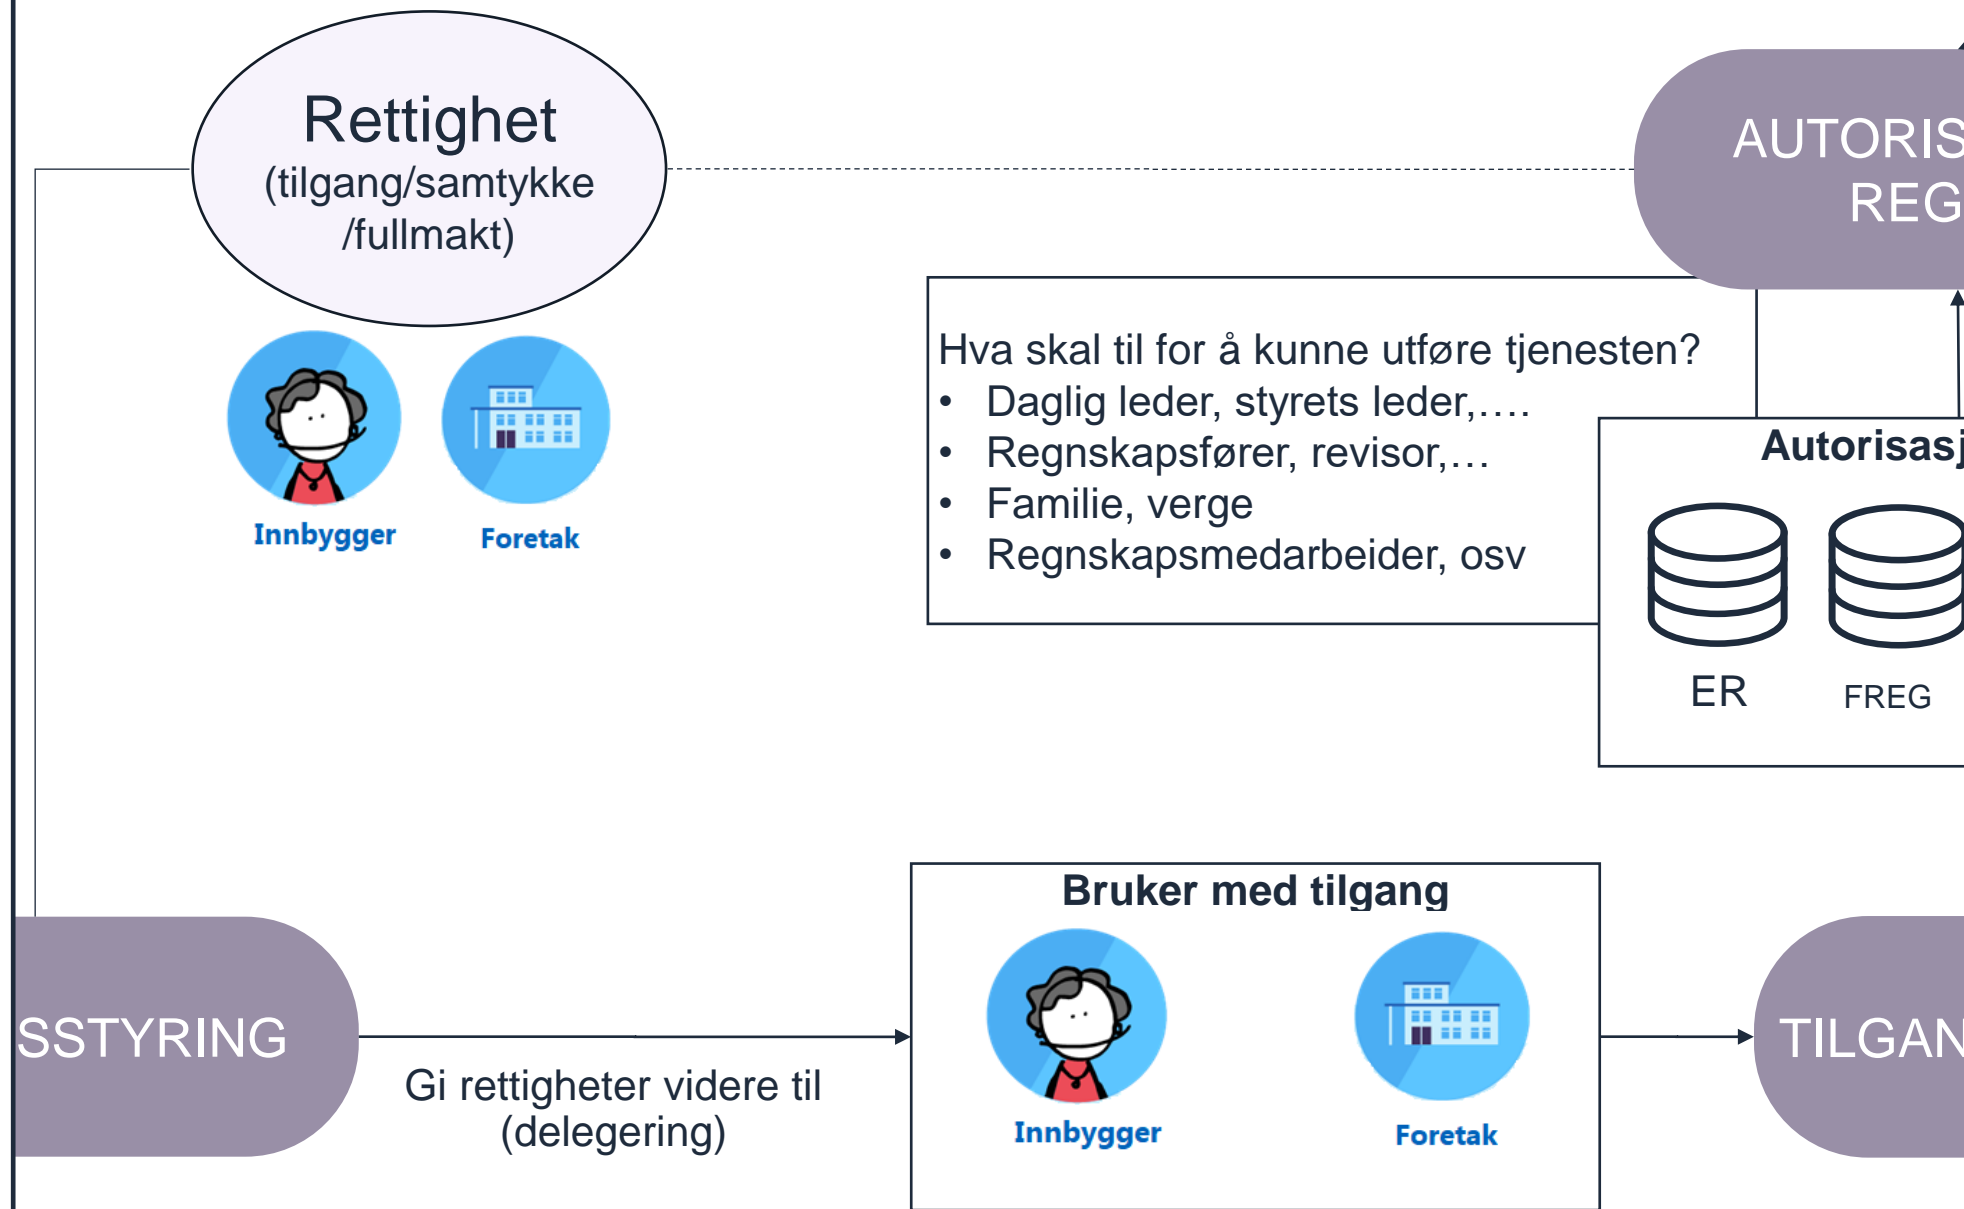 Rettighet
(tilgang/samtykke
/fullmakt)
AUTORIS
REG
Innbygger
Foretak
Hva skal til for å kunne utføre tjenesten?
• Daglig leder, styrets leder,….
• Regnskapsfører, revisor,…
• Familie, verge
• Regnskapsmedarbeider, osv
Autorisasj
ER
FREG
SSTYRING
Gi rettigheter videre til
(delegering)
Bruker med tilgang
Innbygger
Foretak
TILGAN